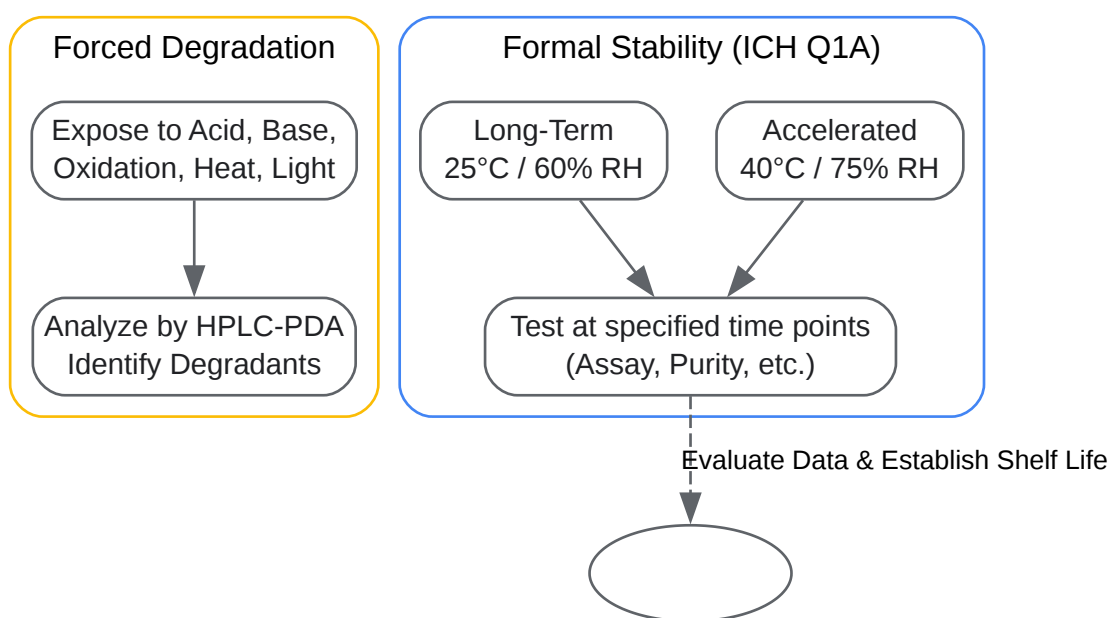 Forced Degradation
Expose to Acid, Base,
Oxidation, Heat, Light
Analyze by HPLC-PDA
Identify Degradants
Formal Stability (ICH Q1A)
Long-Term
25°C / 60% RH
Accelerated
40°C / 75% RH
Test at specified time points
(Assay, Purity, etc.)
Evaluate Data & Establish Shelf Life